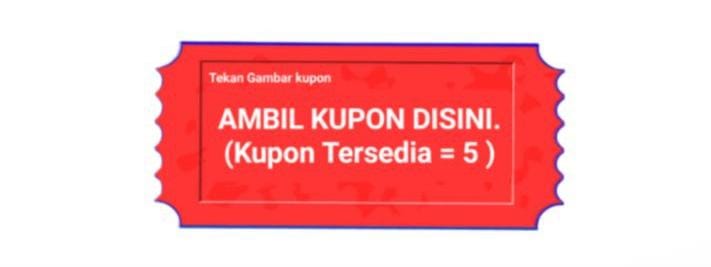 Tekan Gambar kupon
AMBIL KUPON DISINI.
(Kupon Tersedia = 5 )